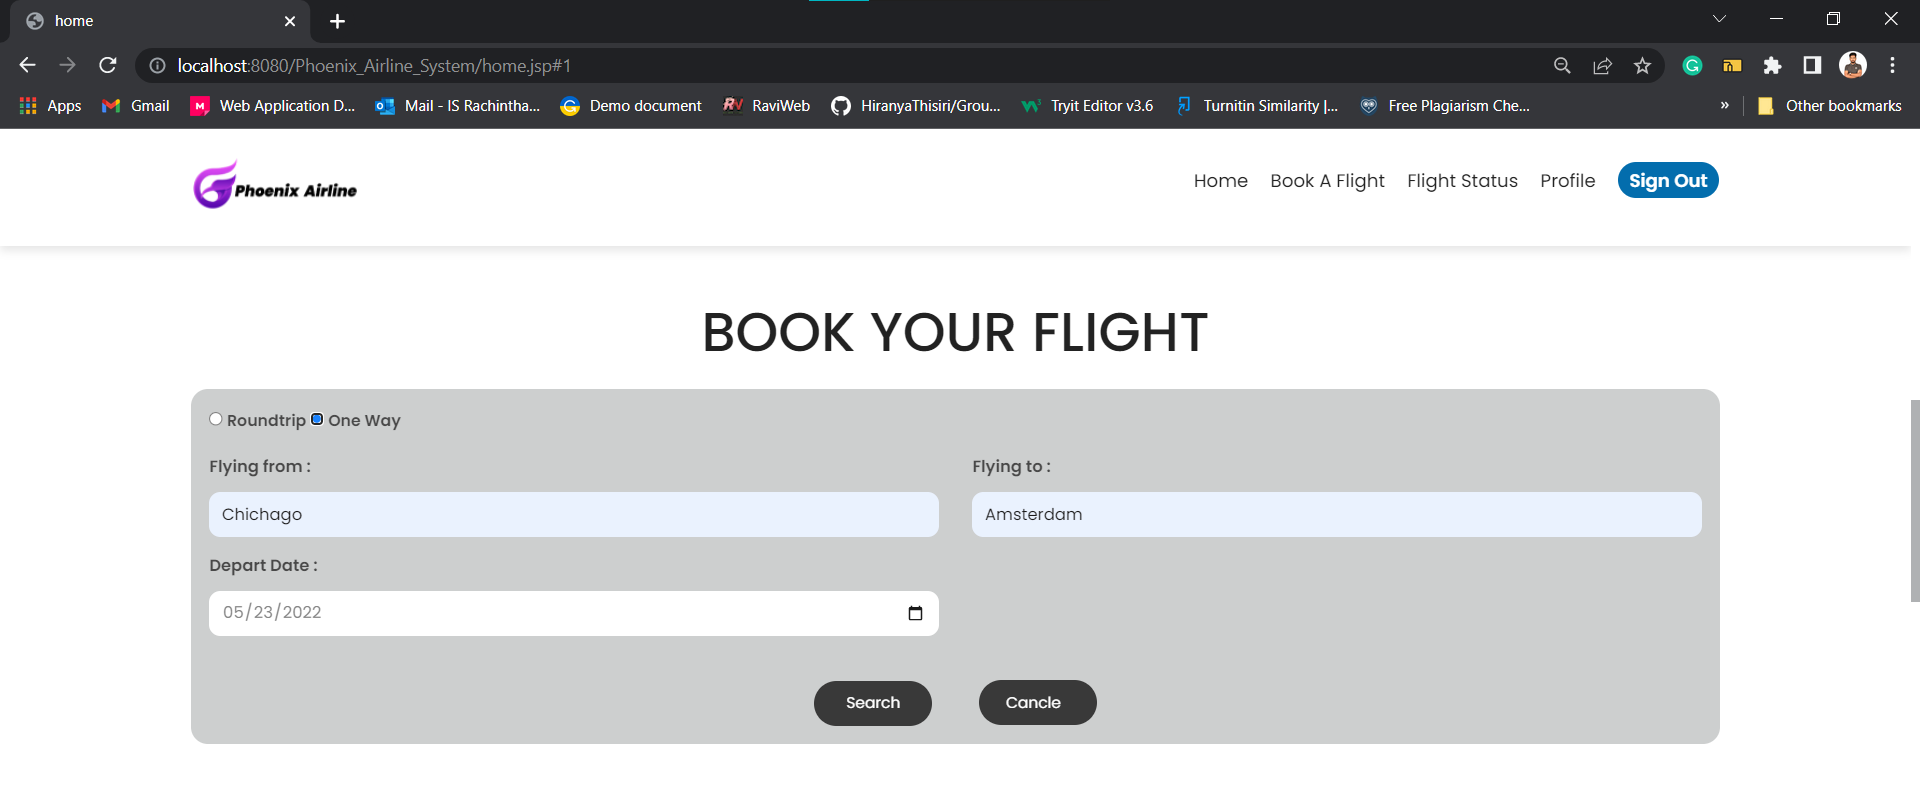 home
localhost:8080/Phoenix_Airline_System/home.jsp#1
Apps Gmail Web Application D... Mail - IS Rachintha... Demo document RaviWeb HiranyaThisiri/Grou... Tryit Editor v3.6 Turnitin Similarity |... Free Plagiarism Che... » Other bookmarks
Phoenix Airline Home Book A Flight Flight Status Profile Sign Out
BOOK YOUR FLIGHT
Roundtrip One Way
Flying from : Flying to :
Chichago Amsterdam
Depart Date :
05/23/2022
Search Cancle